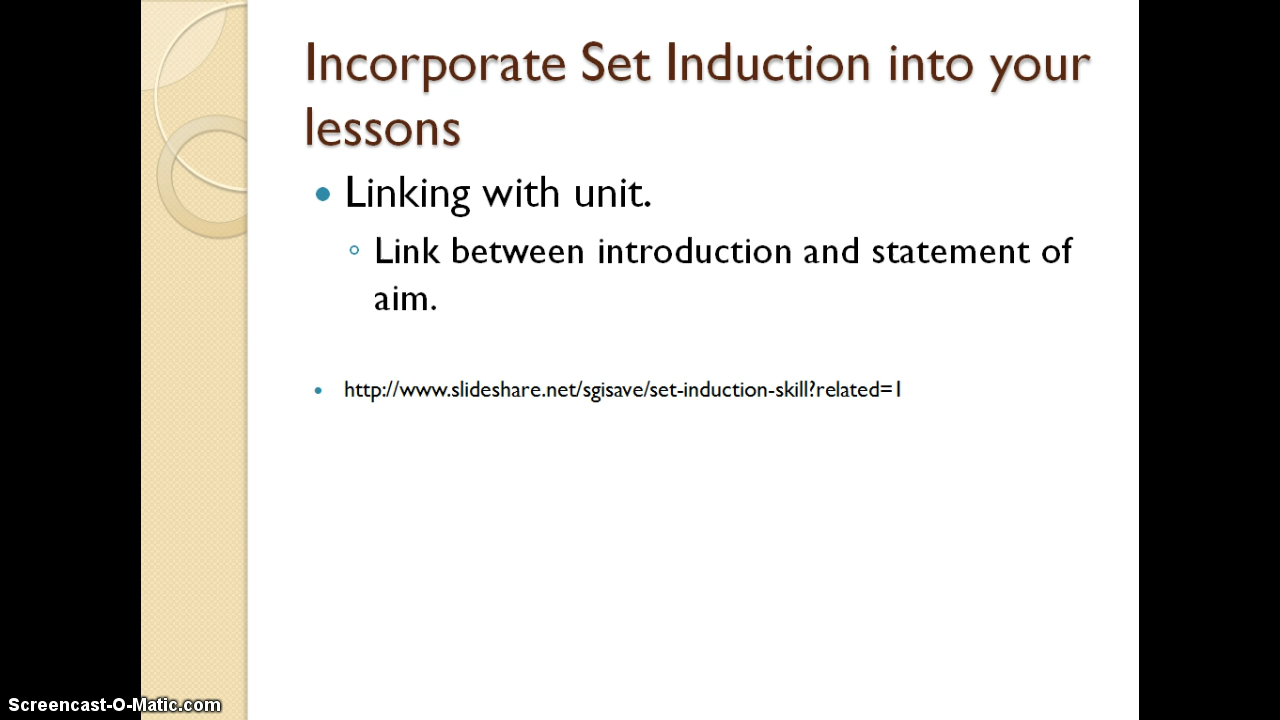 Incorporate Set Induction into your
lessons
Linking with unit.
Link between introduction and statement of
aim.
http://www.slideshare.net/sgisave/set-induction-skill?related=1
Screencast-O-Matic.com